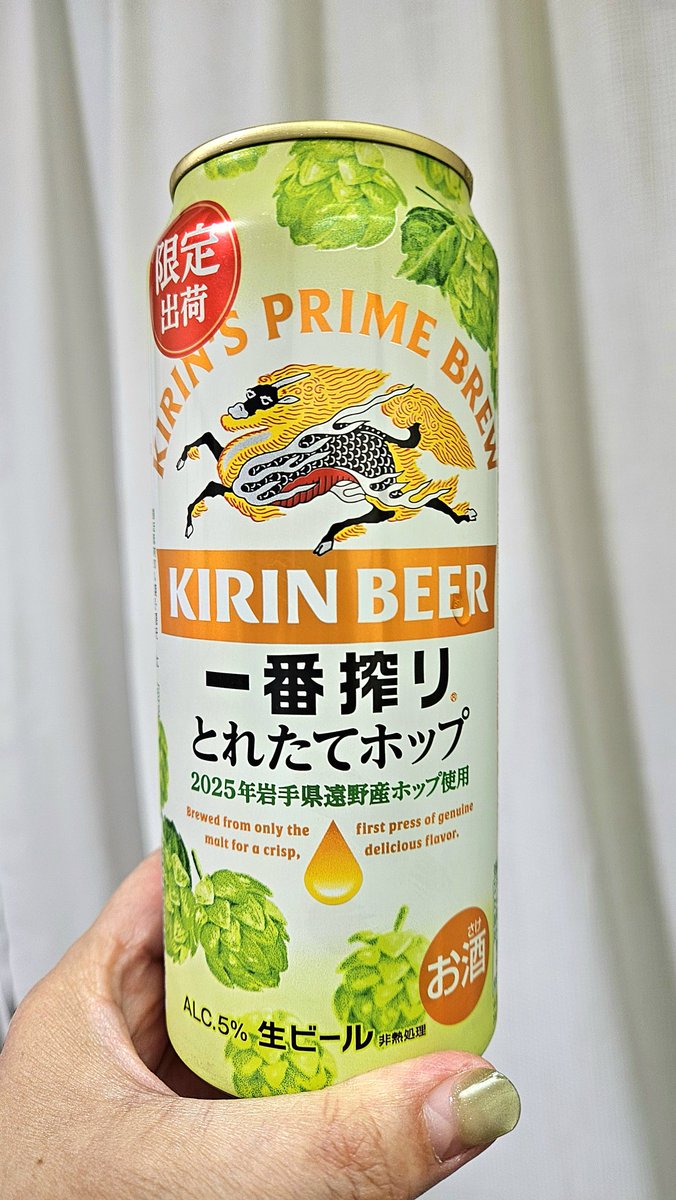 限定
出荷
KIRIN'S PRIME BREW
KIRIN BEER
一番搾り®
とれたてホップ
2025年岩手県遠野産ホップ使用
Brewed from only the first press of genuine
malt for a crisp, delicious flavor.
さけ
お酒
ALC.5% 生ビール 非熱処理